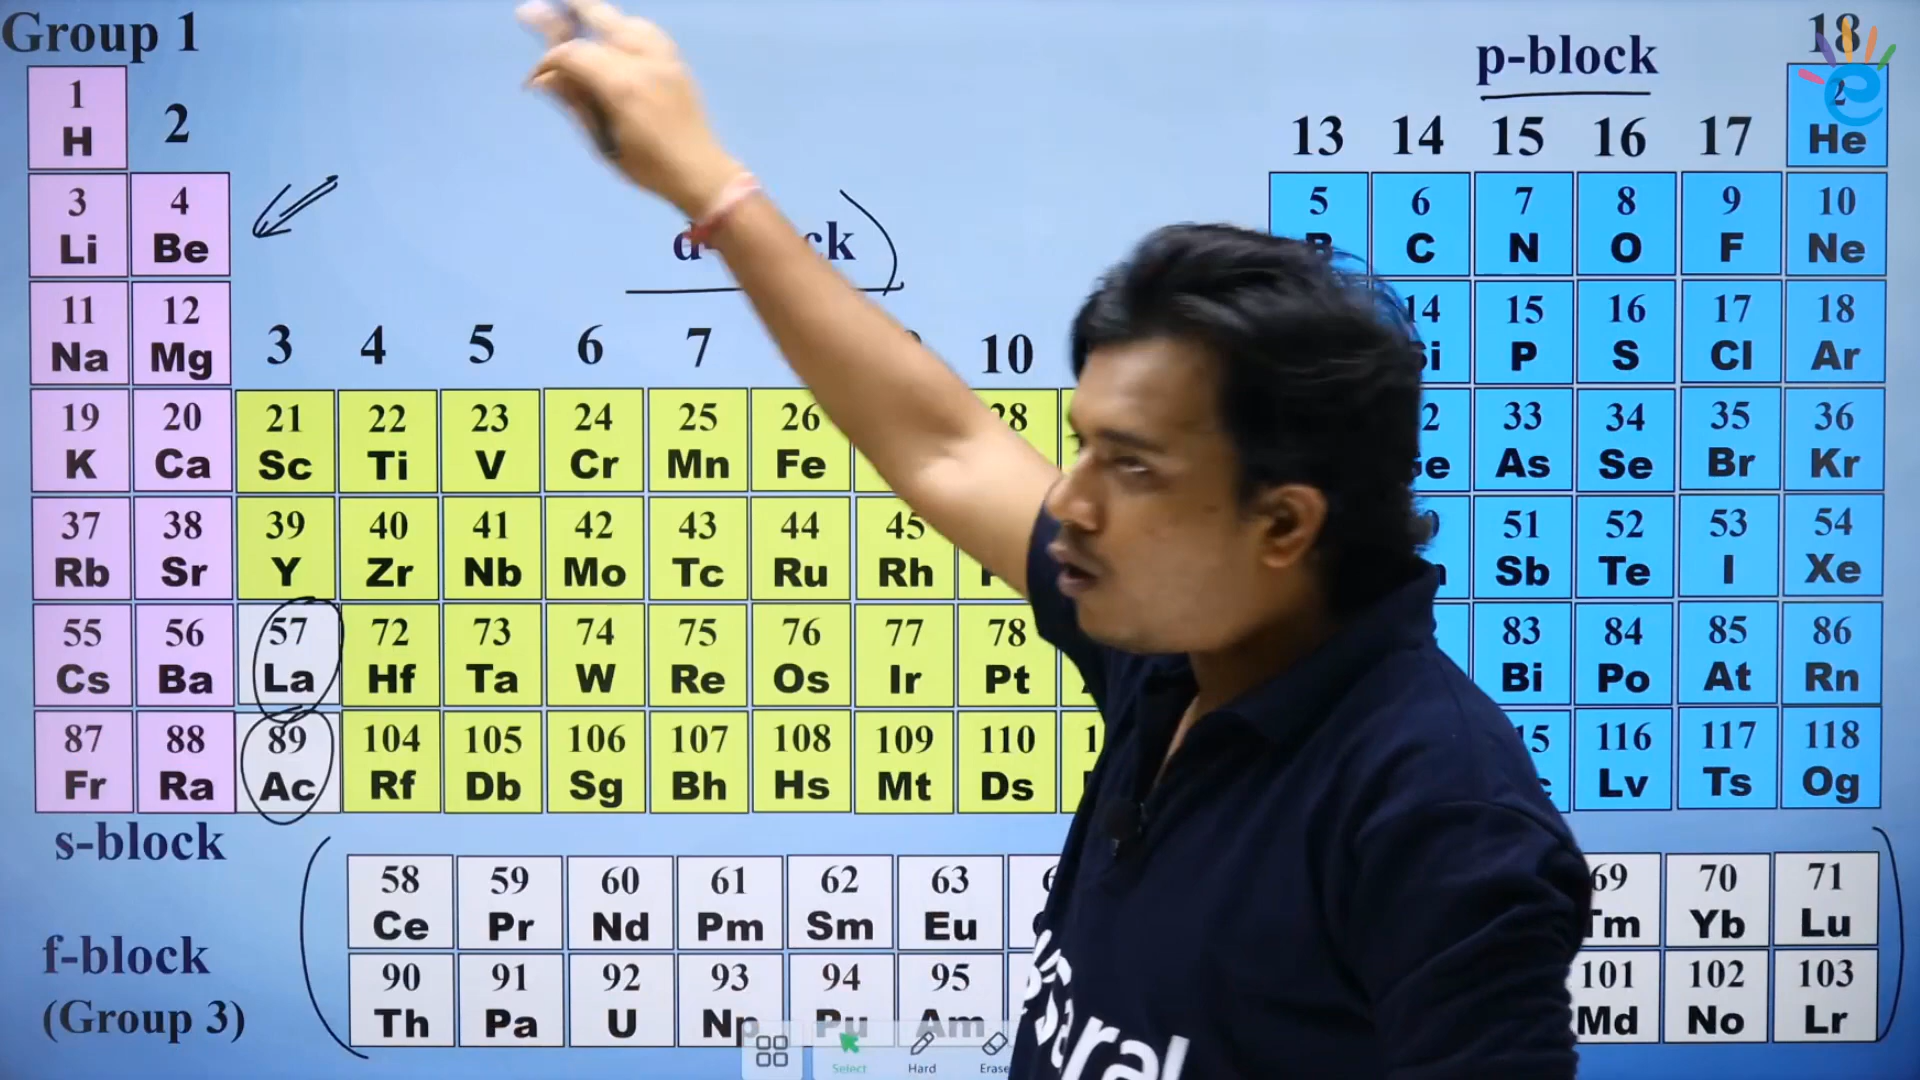 Group 1
18
p-block
1
2
H
2
13 14 15 16 17
He
3 4
5 6 7 8 9 10
Li Be
B C N O F Ne
11 12
14 15 16 17 18
Na Mg
3 4 5 6 7
10
P S Cl Ar
19 20 21 22 23 24 25 26
33 34 35 36
K Ca Sc Ti V Cr Mn Fe
As Se Br Kr
37 38 39 40 41 42 43 44 45
51 52 53 54
Rb Sr Y Zr Nb Mo Tc Ru Rh
Sb Te I Xe
55 56 57 72 73 74 75 76 77 78
83 84 85 86
Cs Ba La Hf Ta W Re Os Ir Pt
Bi Po At Rn
87 88 89 104 105 106 107 108 109 110
116 117 118
Fr Ra Ac Rf Db Sg Bh Hs Mt Ds
Lv Ts Og
s-block
58 59 60 61 62 63
69 70 71
Ce Pr Nd Pm Sm Eu
Tm Yb Lu
f-block
(Group 3)
90 91 92 93 94 95
101 102 103
Th Pa U Np Pu Am
Md No Lr
Select Hard Erase